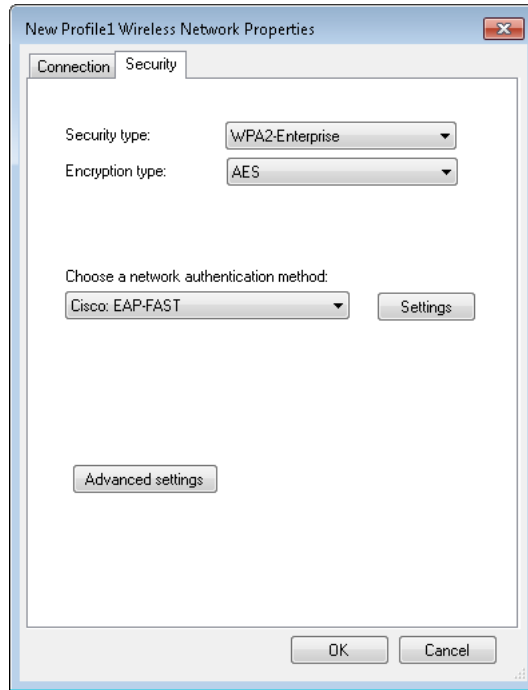 New Profile1 Wireless Network Properties
Connection Security
Security type: WPA2-Enterprise
Encryption type: AES
Choose a network authentication method:
Cisco: EAP-FAST Settings
Advanced settings
OK Cancel